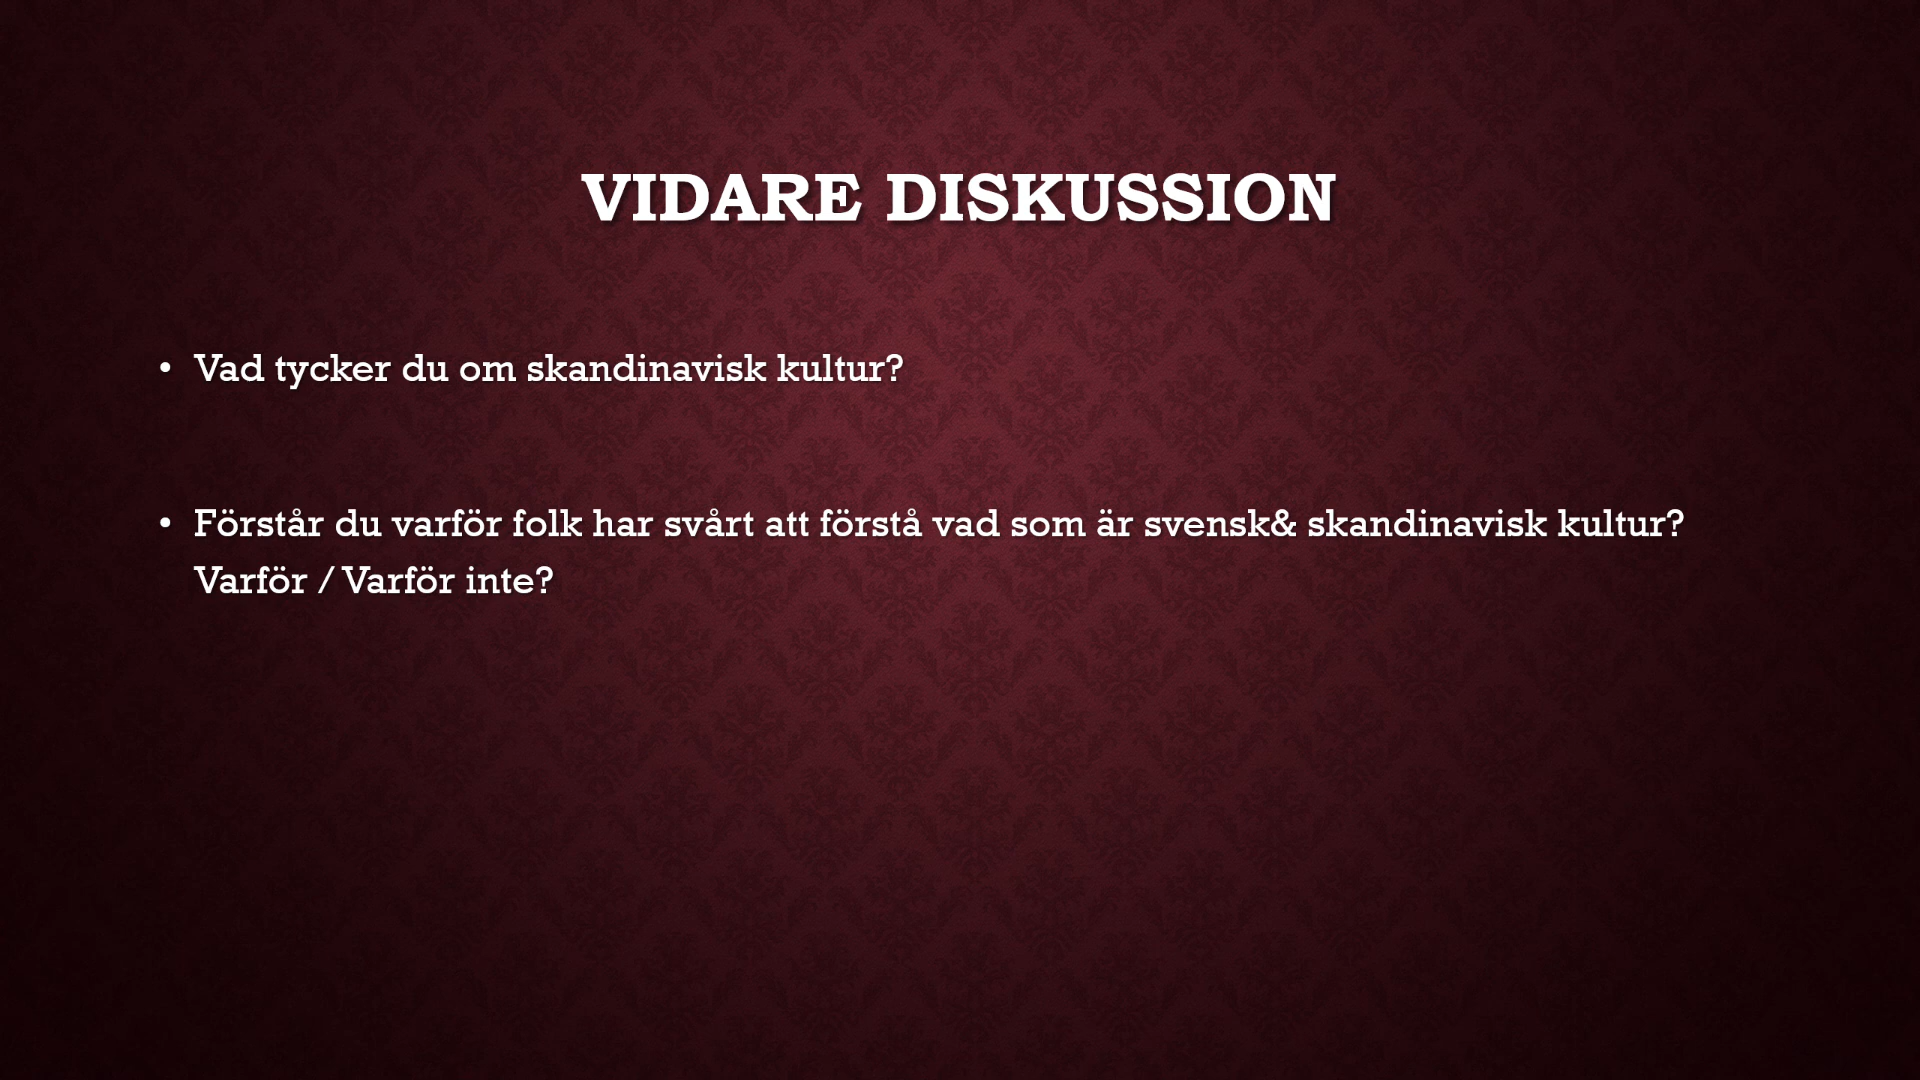 VIDARE DISKUSSION
• Vad tycker du om skandinavisk kultur?
• Förstår du varför folk har svårt att förstå vad som är svensk& skandinavisk kultur?
Varför / Varför inte?